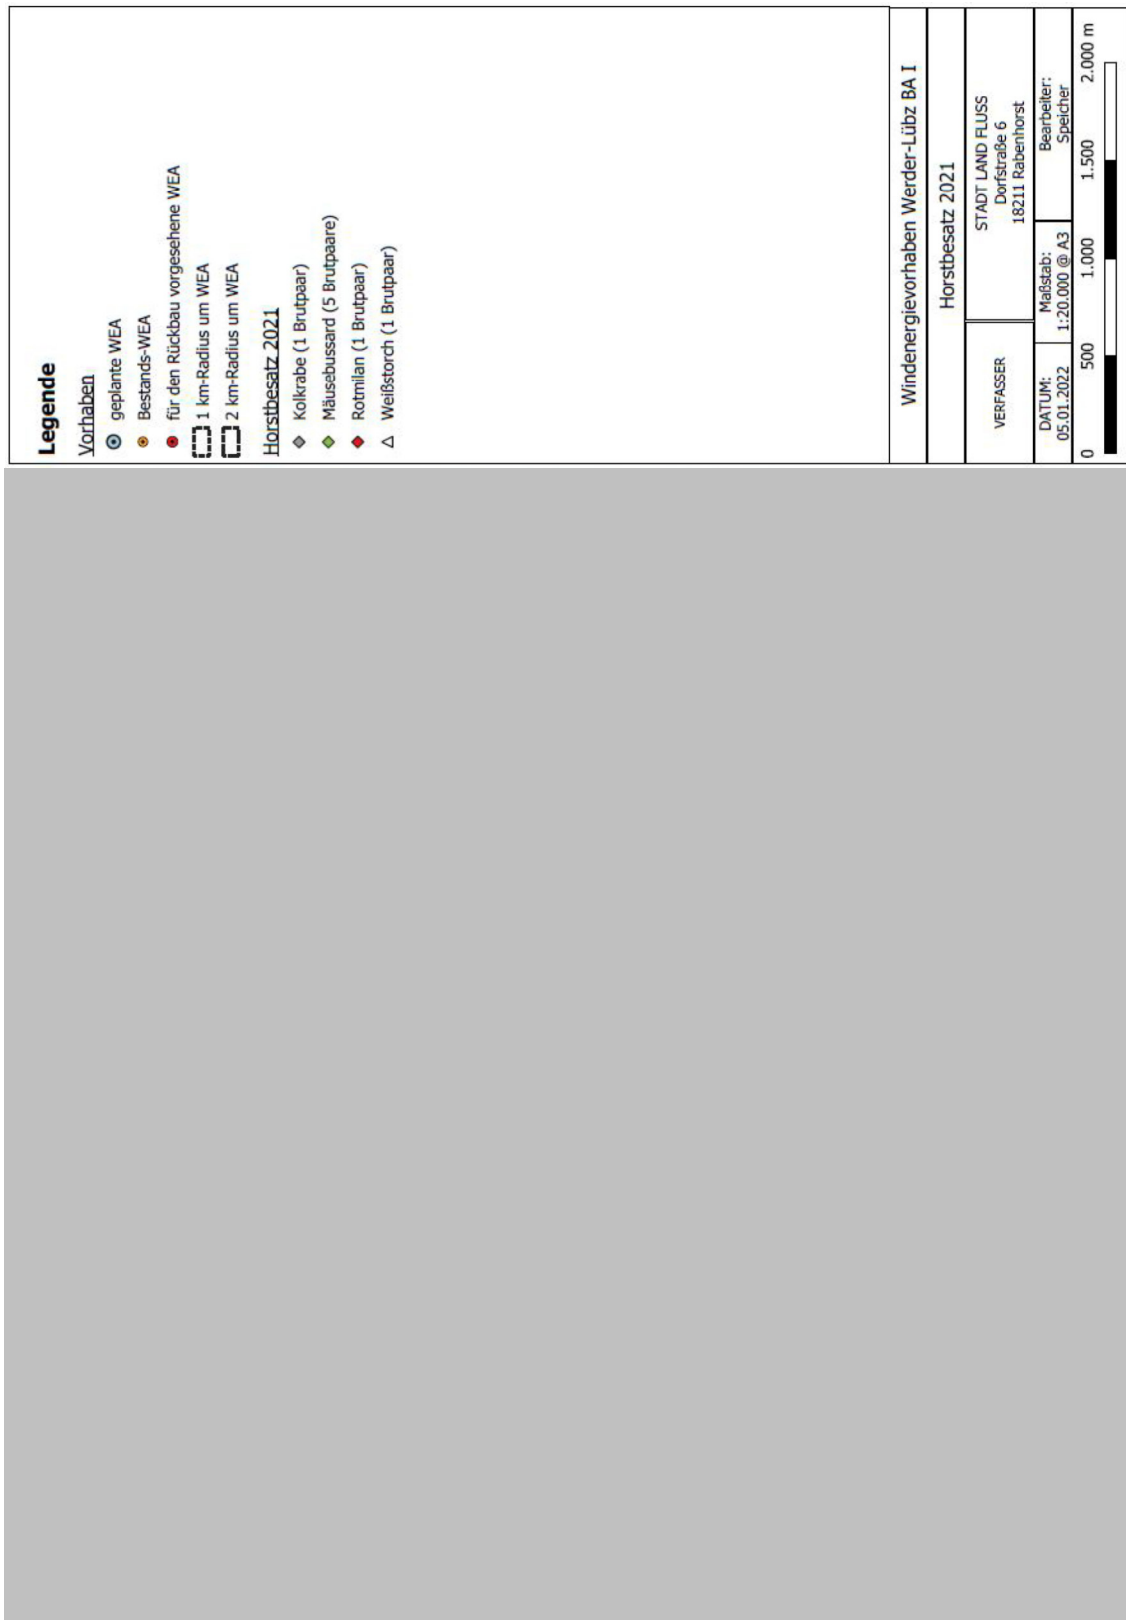 Legende
Vorhaben
geplante WEA
Bestands-WEA
für den Rückbau vorgesehene WEA
1 km-Radius um WEA
2 km-Radius um WEA
Horstbesatz 2021
Kolkrabe (1 Brutpaar)
Mäusebussard (5 Brutpaare)
Rotmilan (1 Brutpaar)
Weißstorch (1 Brutpaar)
Windenergievorhaben Werder-Lübz BA I
Horstbesatz 2021
VERFASSER
STADT LAND FLUSS
Dorfstraße 6
18211 Rabenhorst
DATUM:
05.01.2022
Maßstab:
1:20.000 @ A3
Bearbeiter:
Speicher
0 500 1.000 1.500 2.000 m